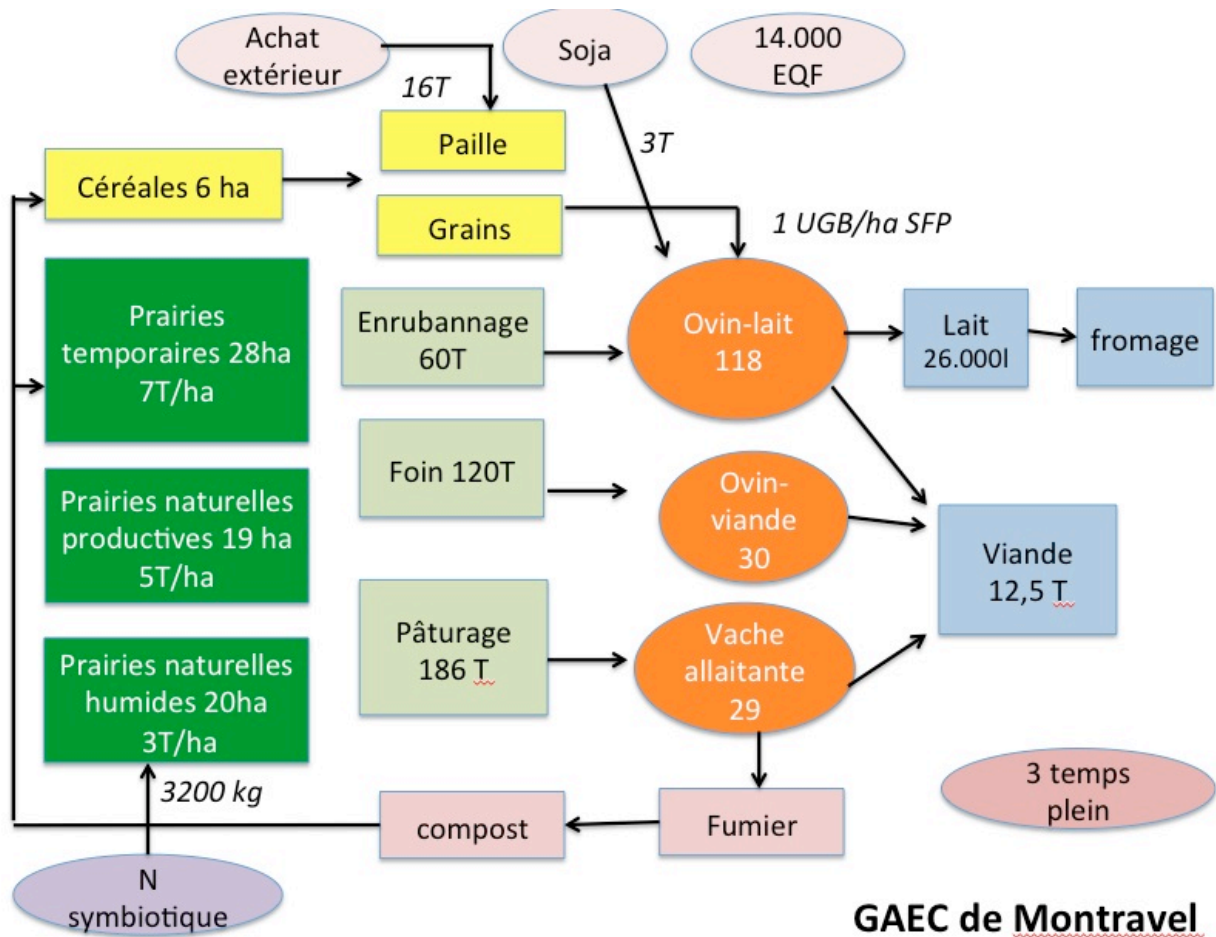 Achat
extérieur
Soja
14.000
EQF
16T
Paille
3T
Céréales 6 ha
Grains
1 UGB/ha SFP
Prairies
temporaires 28ha
7T/ha
Enrubannage
60T
Ovin-lait
118
Lait
26.000l
fromage
Foin 120T
Prairies naturelles
productives 19 ha
5T/ha
Ovin-
viande
30
Viande
12,5 T
Pâturage
186 T
Vache
allaitante
29
Prairies naturelles
humides 20ha
3T/ha
3200 kg
compost
Fumier
3 temps
plein
N
symbiotique
GAEC de Montravel